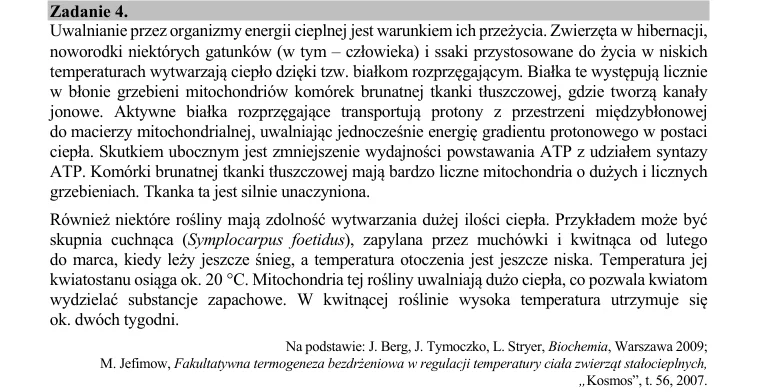 Zadanie 4.
Uwalnianie przez organizmy energii cieplnej jest warunkiem ich przeżycia. Zwierzęta w hibernacji,
noworodki niektórych gatunków (w tym – człowieka) i ssaki przystosowane do życia w niskich
temperaturach wytwarzają ciepło dzięki tzw. białkom rozprzęgającym. Białka te występują licznie
w błonie grzebieni mitochondriów komórek brunatnej tkanki tłuszczowej, gdzie tworzą kanały
jonowe. Aktywne białka rozprzęgające transportują protony z przestrzeni międzybłonowej
do macierzy mitochondrialnej, uwalniając jednocześnie energię gradientu protonowego w postaci
ciepła. Skutkiem ubocznym jest zmniejszenie wydajności powstawania ATP z udziałem syntazy
ATP. Komórki brunatnej tkanki tłuszczowej mają bardzo liczne mitochondria o dużych i licznych
grzebieniach. Tkanka ta jest silnie unaczyniona.
Również niektóre rośliny mają zdolność wytwarzania dużej ilości ciepła. Przykładem może być
skupnia cuchnąca (Symplocarpus foetidus), zapylana przez muchówki i kwitnąca od lutego
do marca, kiedy leży jeszcze śnieg, a temperatura otoczenia jest jeszcze niska. Temperatura jej
kwiatostanu osiąga ok. 20 °C. Mitochondria tej rośliny uwalniają dużo ciepła, co pozwala kwiatom
wydzielać substancje zapachowe. W kwitnącej roślinie wysoka temperatura utrzymuje się
ok. dwóch tygodni.
Na podstawie: J. Berg, J. Tymoczko, L. Stryer, Biochemia, Warszawa 2009;
M. Jefimow, Fakultatywna termogeneza bezdrżeniowa w regulacji temperatury ciała zwierząt stałocieplnych,
„Kosmos”, t. 56, 2007.